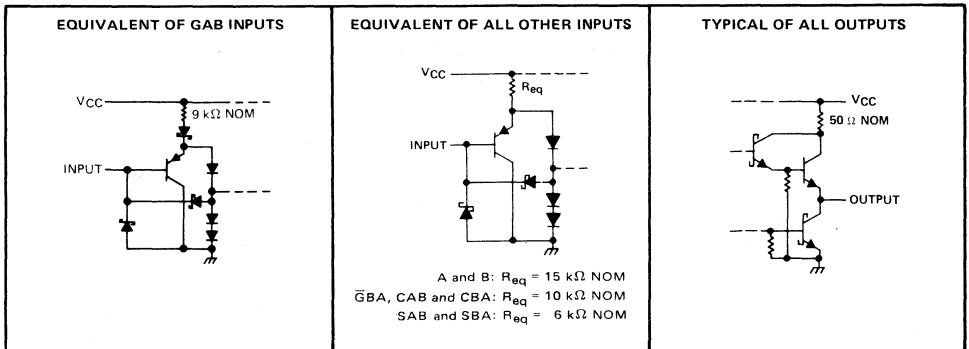 EQUIVALENT OF GAB INPUTS
VCC
9 kΩ NOM
INPUT
EQUIVALENT OF ALL OTHER INPUTS
VCC
Req
INPUT
A and B: Req = 15 kΩ NOM
G̅BA, CAB and CBA: Req = 10 kΩ NOM
SAB and SBA: Req = 6 kΩ NOM
TYPICAL OF ALL OUTPUTS
VCC
50 Ω NOM
OUTPUT